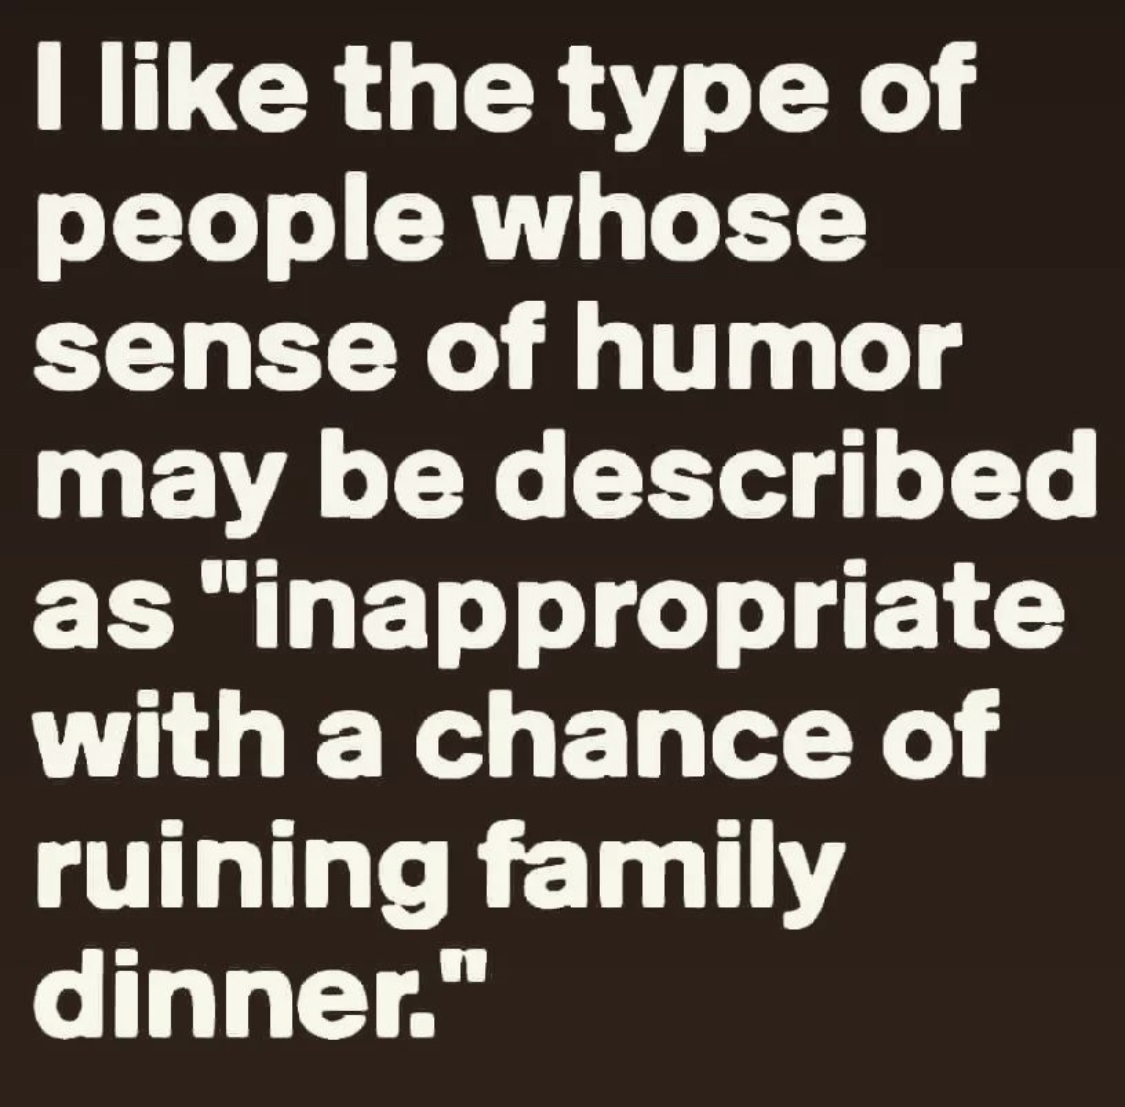 I like the type of
people whose
sense of humor
may be described
as "inappropriate
with a chance of
ruining family
dinner."